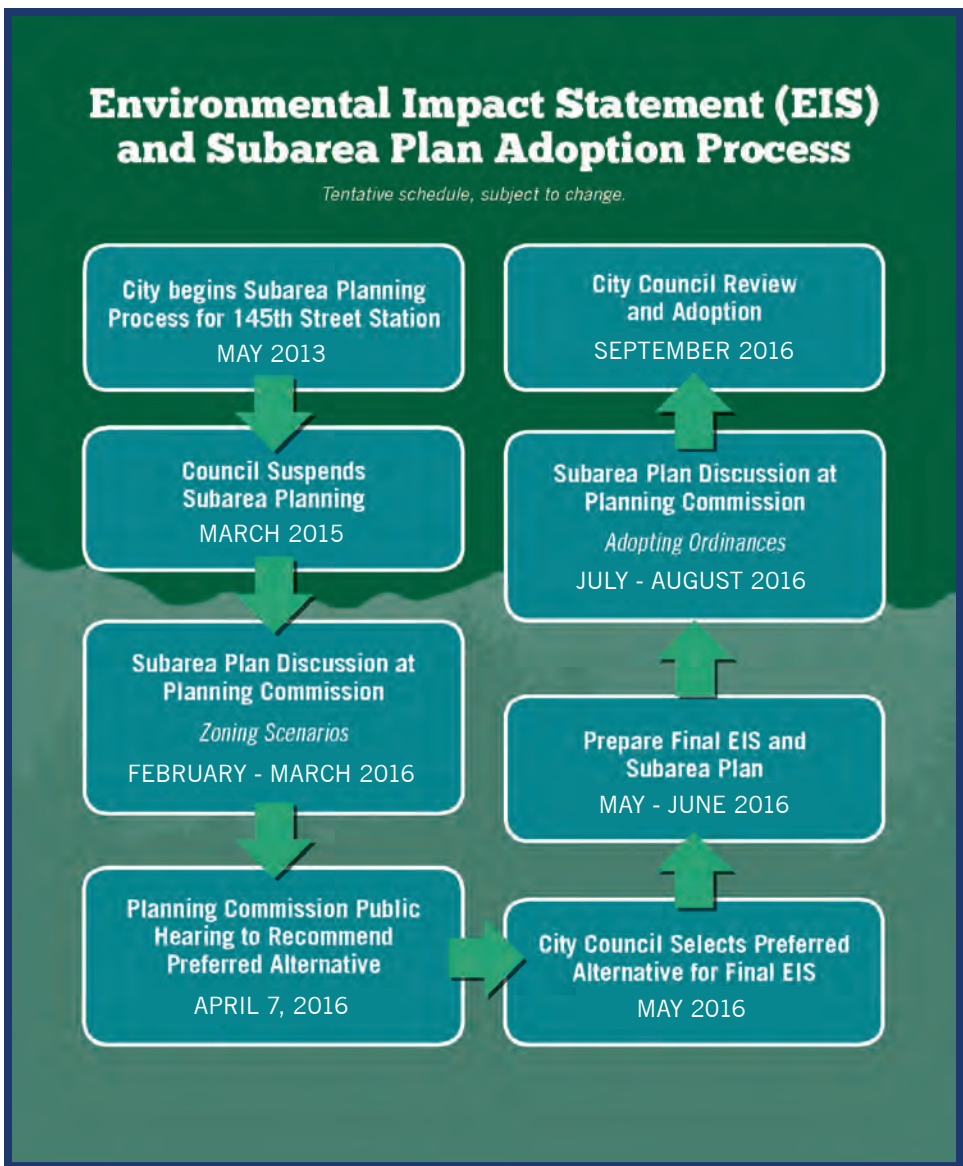 Environmental Impact Statement (EIS)
and Subarea Plan Adoption Process
Tentative schedule, subject to change.
City begins Subarea Planning
Process for 145th Street Station
MAY 2013
Council Suspends
Subarea Planning
MARCH 2015
Subarea Plan Discussion at
Planning Commission
Zoning Scenarios
FEBRUARY - MARCH 2016
Planning Commission Public
Hearing to Recommend
Preferred Alternative
APRIL 7, 2016
City Council Selects Preferred
Alternative for Final EIS
MAY 2016
Prepare Final EIS and
Subarea Plan
MAY - JUNE 2016
Subarea Plan Discussion at
Planning Commission
Adopting Ordinances
JULY - AUGUST 2016
City Council Review
and Adoption
SEPTEMBER 2016